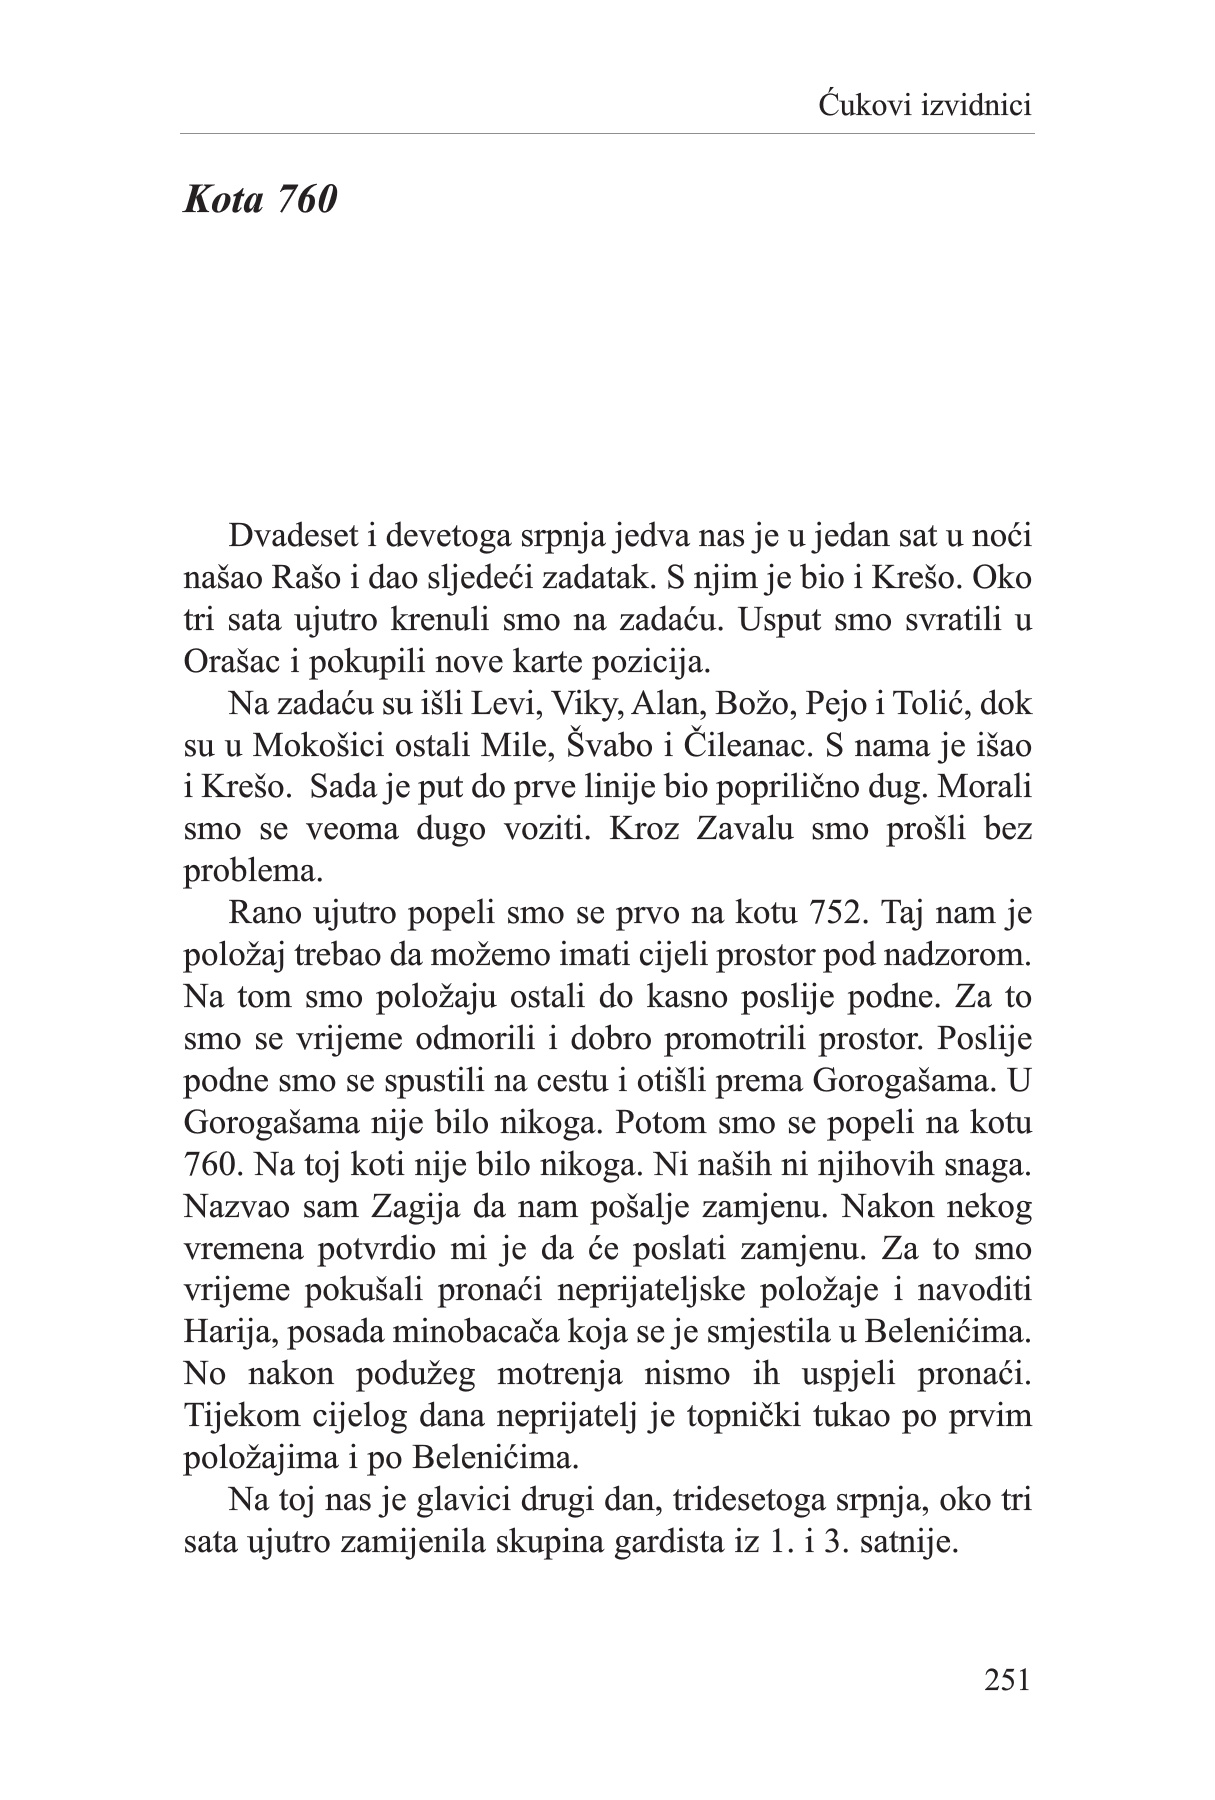 Ćukovi izvidnici
Kota 760
Dvadeset i devetoga srpnja jedva nas je u jedan sat u noći
našao Rašo i dao sljedeći zadatak. S njim je bio i Krešo. Oko
tri sata ujutro krenuli smo na zadaću. Usput smo svratili u
Orašac i pokupili nove karte pozicija.
Na zadaću su išli Levi, Viky, Alan, Božo, Pejo i Tolić, dok
su u Mokošici ostali Mile, Švabo i Čileanac. S nama je išao
i Krešo.  Sada je put do prve linije bio poprilično dug. Morali
smo se veoma dugo voziti. Kroz Zavalu smo prošli bez
problema.
Rano ujutro popeli smo se prvo na kotu 752. Taj nam je
položaj trebao da možemo imati cijeli prostor pod nadzorom.
Na tom smo položaju ostali do kasno poslije podne. Za to
smo se vrijeme odmorili i dobro promotrili prostor. Poslije
podne smo se spustili na cestu i otišli prema Gorogašama. U
Gorogašama nije bilo nikoga. Potom smo se popeli na kotu
760. Na toj koti nije bilo nikoga. Ni naših ni njihovih snaga.
Nazvao sam Zagija da nam pošalje zamjenu. Nakon nekog
vremena potvrdio mi je da će poslati zamjenu. Za to smo
vrijeme pokušali pronaći neprijateljske položaje i navoditi
Harija, posada minobacača koja se je smjestila u Belenićima.
No nakon podužeg motrenja nismo ih uspjeli pronaći.
Tijekom cijelog dana neprijatelj je topnički tukao po prvim
položajima i po Belenićima.
Na toj nas je glavici drugi dan, tridesetoga srpnja, oko tri
sata ujutro zamijenila skupina gardista iz 1. i 3. satnije.
251